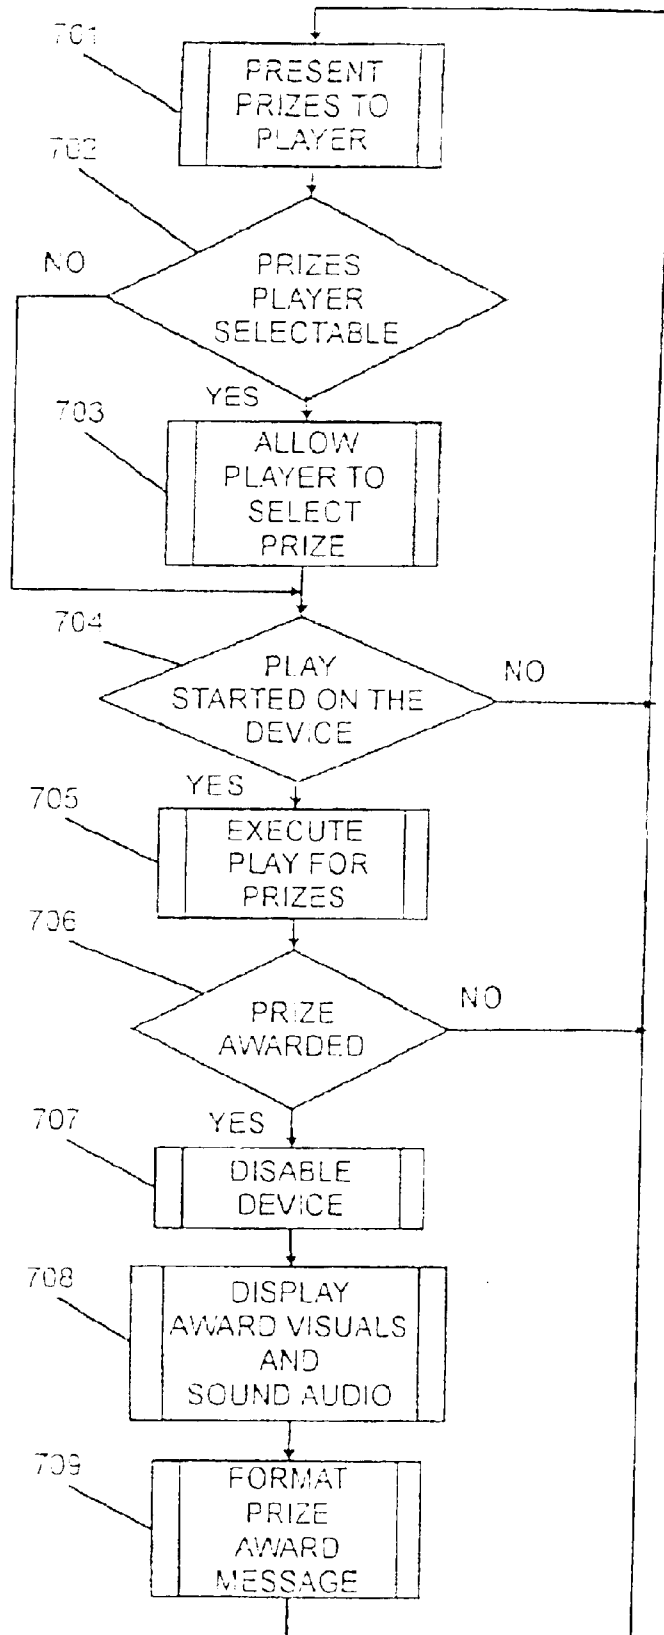 701
PRESENT
PRIZES TO
PLAYER
702
NO
PRIZES
PLAYER
SELECTABLE
YES
703
ALLOW
PLAYER TO
SELECT
PRIZE
704
PLAY
STARTED ON THE
DEVICE
NO
YES
705
EXECUTE
PLAY FOR
PRIZES
706
PRIZE
AWARDED
NO
YES
707
DISABLE
DEVICE
708
DISPLAY
AWARD VISUALS
AND
SOUND AUDIO
709
FORMAT
PRIZE
AWARD
MESSAGE